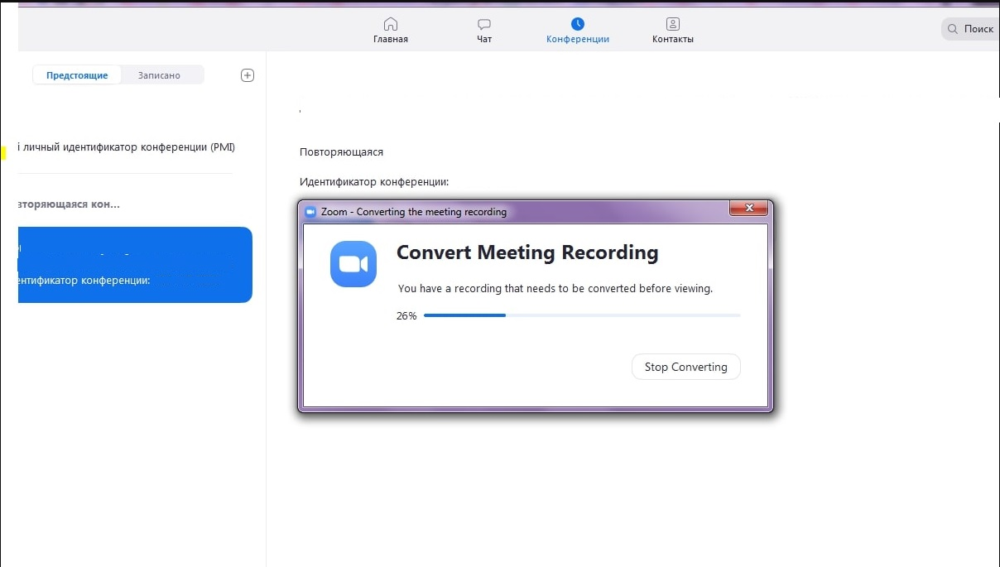 Главная
Чат
Конференции
Контакты
Поиск
Предстоящие
Записано
личный идентификатор конференции (PMI)
Повторяющаяся
Идентификатор конференции:
вторяющаяся кон...
ентификатор конференции:
Zoom - Converting the meeting recording
Convert Meeting Recording
You have a recording that needs to be converted before viewing.
26%
Stop Converting